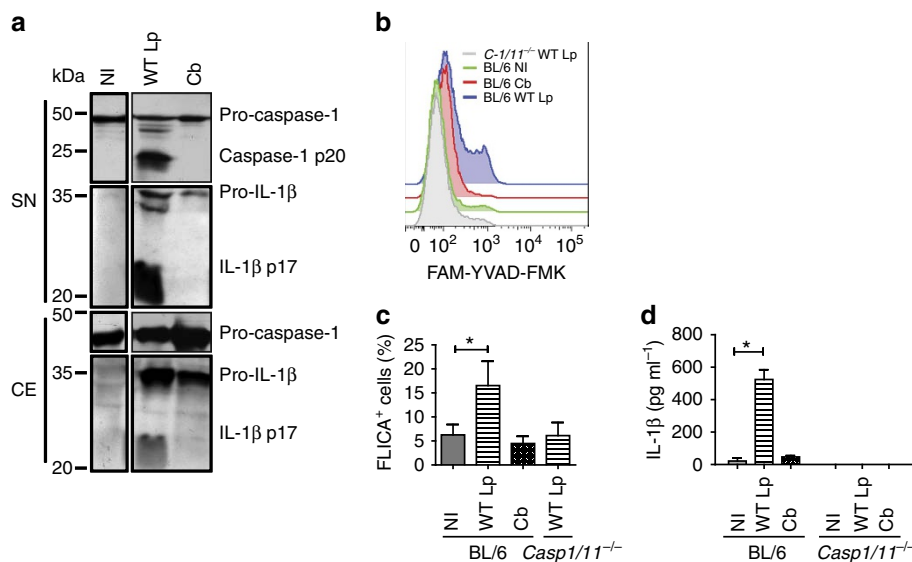 a
kDa
NI
WT Lp
Cb
50
25
35
20
50
35
20
SN
CE
Pro-caspase-1
Caspase-1 p20
Pro-IL-1β
IL-1β p17
Pro-caspase-1
Pro-IL-1β
IL-1β p17
b
C-1/11⁻/⁻ WT Lp
BL/6 NI
BL/6 Cb
BL/6 WT Lp
0 10² 10³ 10⁴ 10⁵
FAM-YVAD-FMK
c
FLICA⁺ cells (%)
25
20
15
10
5
0
*
NI
WT Lp
Cb
WT Lp
BL/6
Casp1/11⁻/⁻
d
IL-1β (pg ml⁻¹)
800
600
400
200
0
*
NI
WT Lp
Cb
NI
WT Lp
Cb
BL/6
Casp1/11⁻/⁻